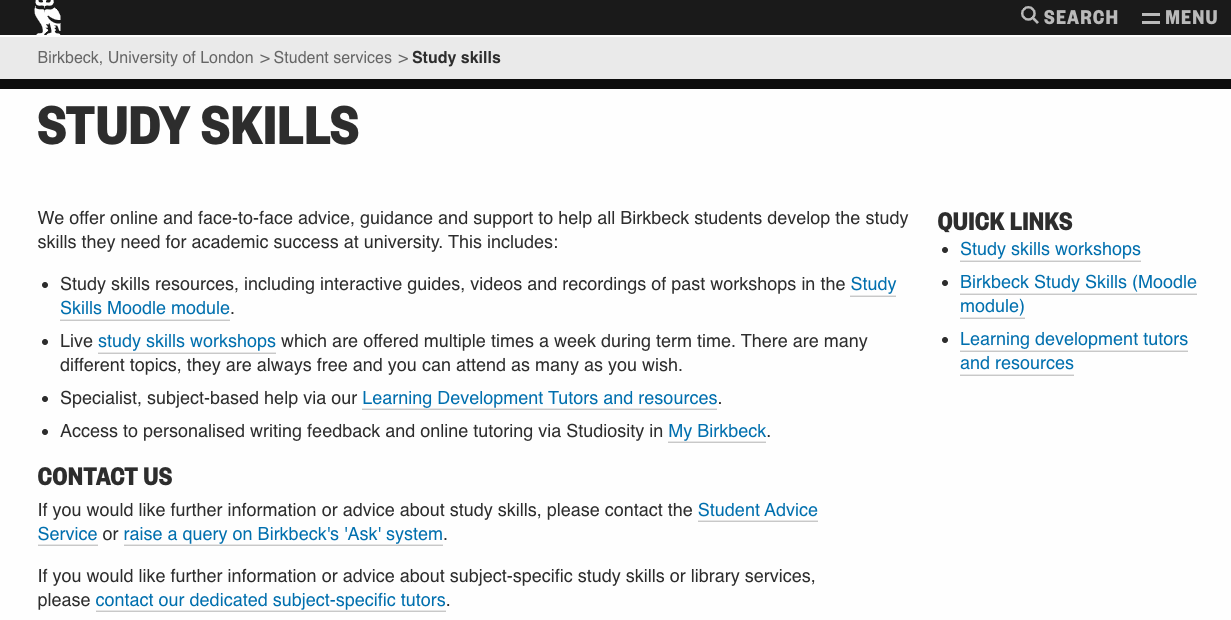 SEARCH MENU
Birkbeck, University of London > Student services > Study skills
STUDY SKILLS
We offer online and face-to-face advice, guidance and support to help all Birkbeck students develop the study
skills they need for academic success at university. This includes:
Study skills resources, including interactive guides, videos and recordings of past workshops in the Study
Skills Moodle module.
Live study skills workshops which are offered multiple times a week during term time. There are many
different topics, they are always free and you can attend as many as you wish.
Specialist, subject-based help via our Learning Development Tutors and resources.
Access to personalised writing feedback and online tutoring via Studiosity in My Birkbeck.
CONTACT US
If you would like further information or advice about study skills, please contact the Student Advice
Service or raise a query on Birkbeck's 'Ask' system.
If you would like further information or advice about subject-specific study skills or library services,
please contact our dedicated subject-specific tutors.
QUICK LINKS
Study skills workshops
Birkbeck Study Skills (Moodle
module)
Learning development tutors
and resources